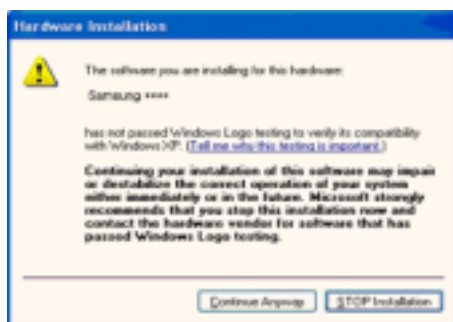 Hardware Installation
The software you are installing for this hardware:
Samsung ****
has not passed Windows Logo testing to verify its compatibility
with Windows XP. (Tell me why this testing is important.)
Continuing your installation of this software may impair
or destabilize the correct operation of your system
either immediately or in the future. Microsoft strongly
recommends that you stop this installation now and
contact the hardware vendor for software that has
passed Windows Logo testing.
Continue Anyway
STOP Installation